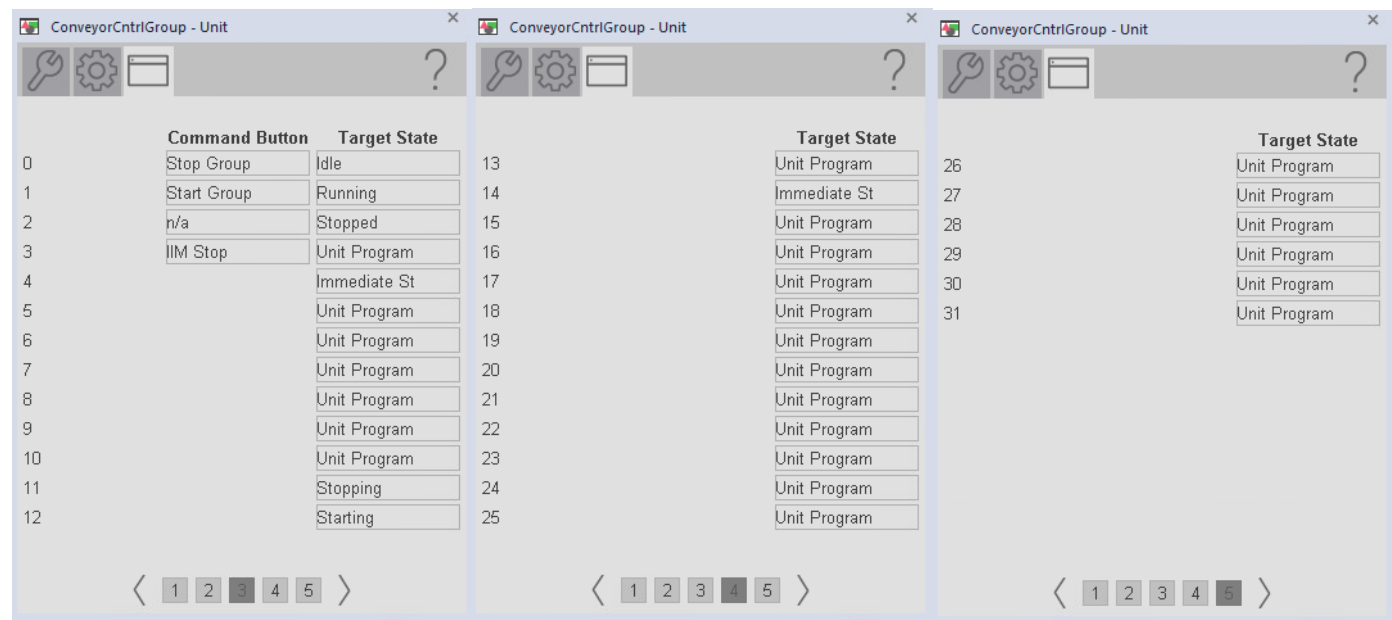 ConveyorCntrlGroup - Unit
?
Command Button Target State
0 Stop Group Idle
1 Start Group Running
2 n/a Stopped
3 IIM Stop Unit Program
4 Immediate St
5 Unit Program
6 Unit Program
7 Unit Program
8 Unit Program
9 Unit Program
10 Unit Program
11 Stopping
12 Starting
1 2 3 4 5
ConveyorCntrlGroup - Unit
?
Target State
13 Unit Program
14 Immediate St
15 Unit Program
16 Unit Program
17 Unit Program
18 Unit Program
19 Unit Program
20 Unit Program
21 Unit Program
22 Unit Program
23 Unit Program
24 Unit Program
25 Unit Program
1 2 3 4 5
ConveyorCntrlGroup - Unit
?
Target State
26 Unit Program
27 Unit Program
28 Unit Program
29 Unit Program
30 Unit Program
31 Unit Program
1 2 3 4 5